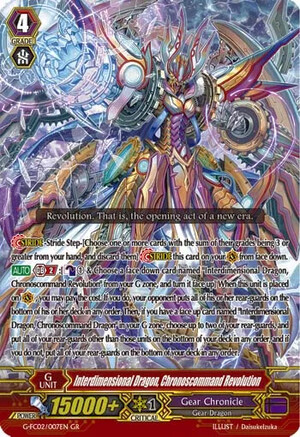 4
GRADE
Revolution. That is, the opening act of a new era.
STRIDE -Stride Step-[Choose one or more cards with the sum of their grades being 3 or
greater from your hand, and discard them] STRIDE this card on your from face down.
AUTO : [ 2 & Choose a face down card named "Interdimensional Dragon,
Chronoscommand Revolution" from your G zone, and turn it face up] When this unit is placed
on you may pay the cost. If you do, your opponent puts all of his or her rear-guards on the
bottom of his or her deck in any order. Then, if you have a face up card named "Interdimensional
Dragon, Chronoscommand Dragon" in your G zone, choose up to two of your rear-guards, and
put all of your rear-guards other than those units on the bottom of your deck in any order, and if you
do not, put all of your rear-guards on the bottom of your deck in any order.
G
UNIT
Interdimensional Dragon, Chronoscommand Revolution
POWER
15000+
1
CRITICAL
Gear Chronicle
Gear Dragon
G-FC02/007EN GR
ILLUST / DaisukeIzuka